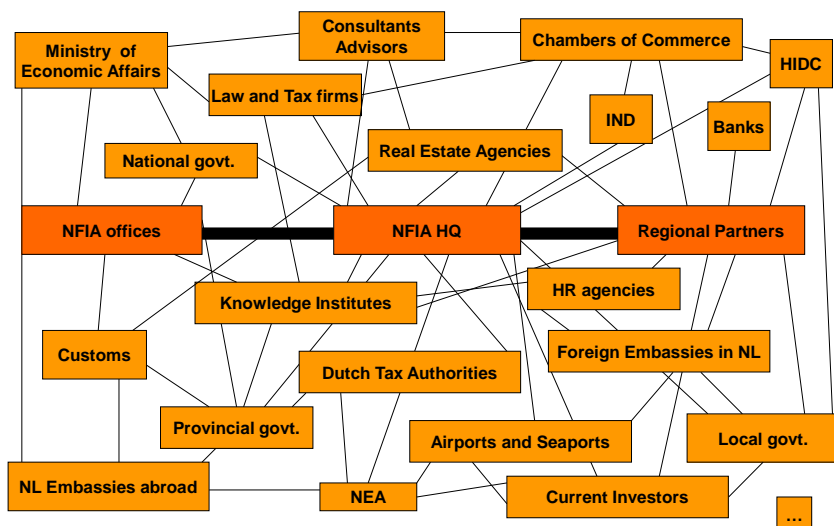 Ministry of
Economic Affairs
Consultants
Advisors
Chambers of Commerce
HIDC
Law and Tax firms
IND
Banks
National govt.
Real Estate Agencies
NFIA offices
NFIA HQ
Regional Partners
Knowledge Institutes
HR agencies
Customs
Dutch Tax Authorities
Foreign Embassies in NL
Provincial govt.
Airports and Seaports
Local govt.
NL Embassies abroad
NEA
Current Investors
...